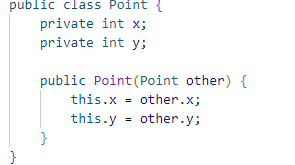 public class Point {
    private int x;
    private int y;

    public Point(Point other) {
        this.x = other.x;
        this.y = other.y;
    }
}